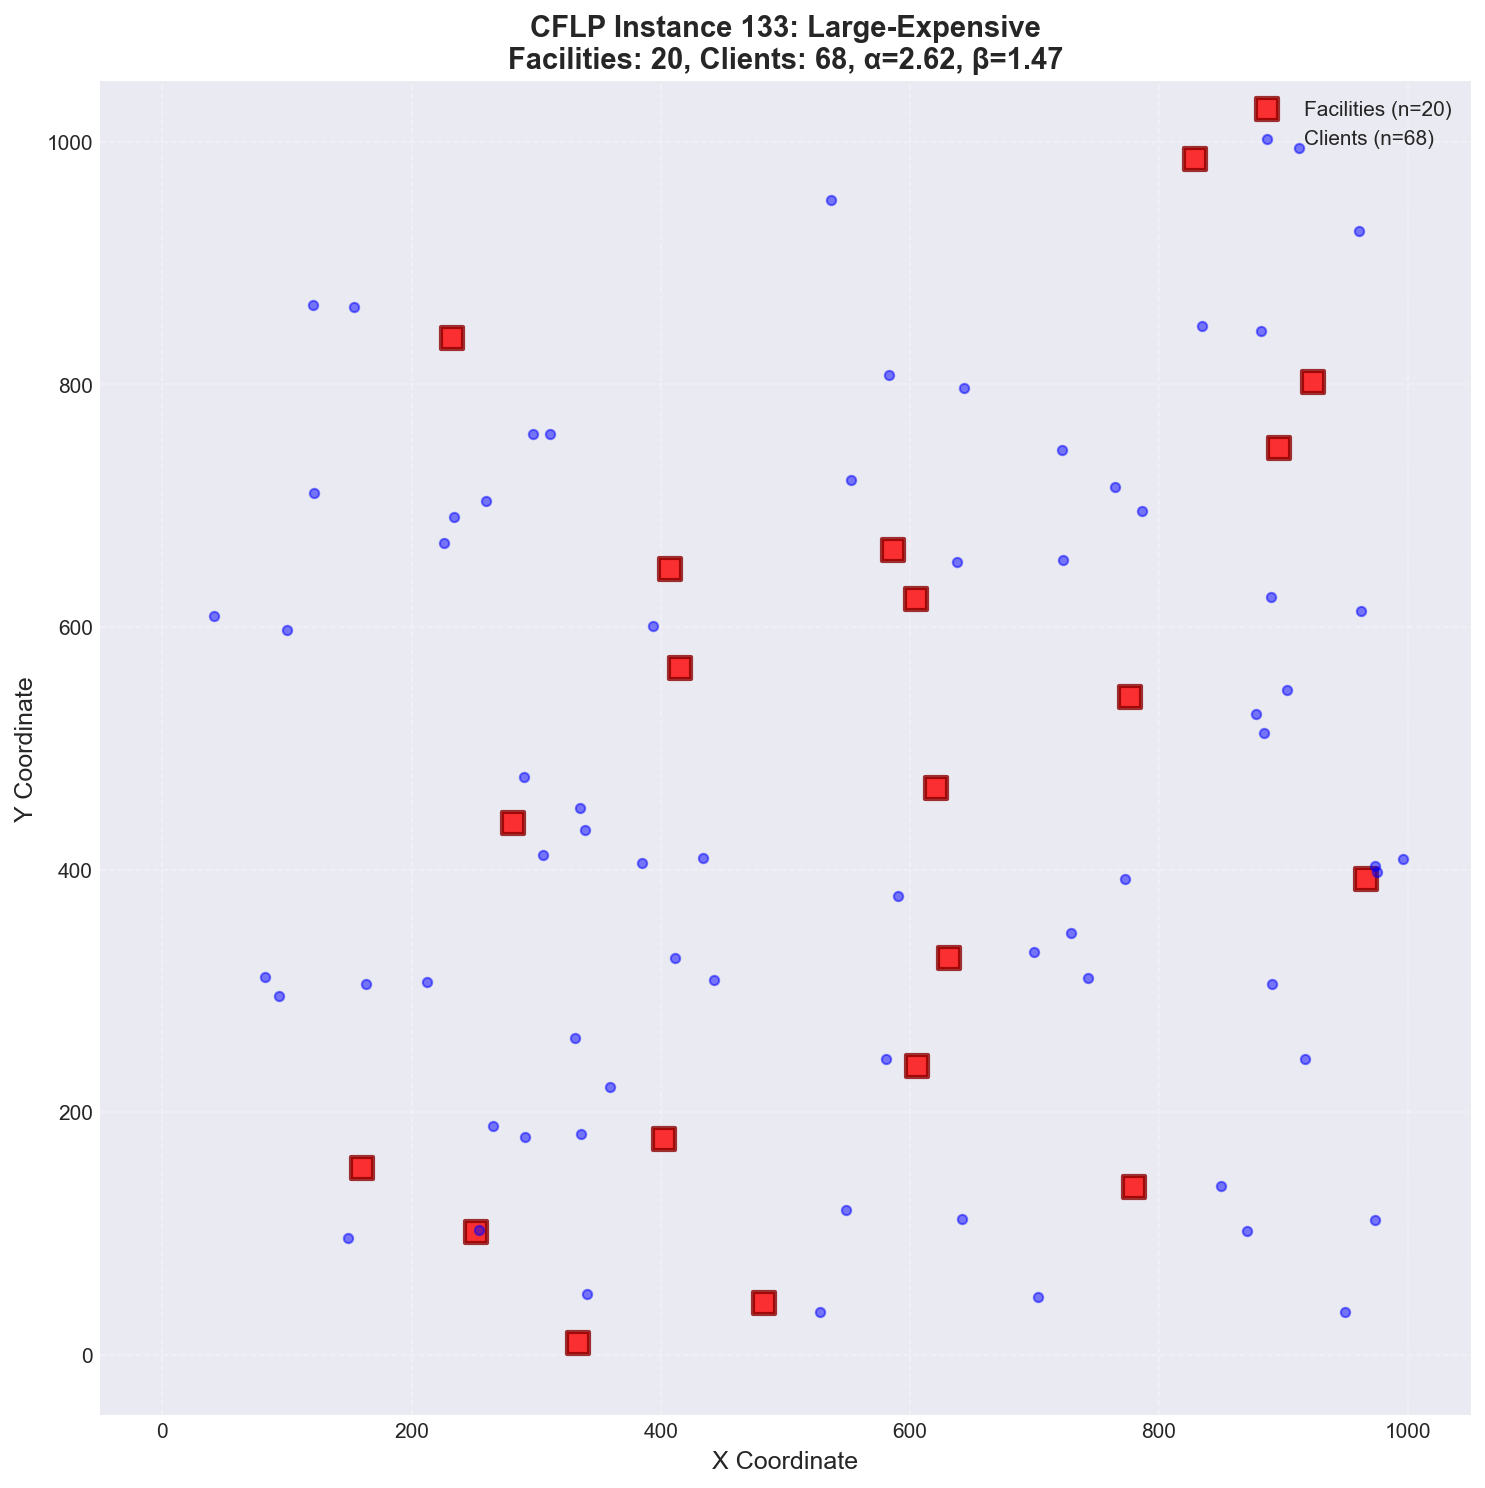 CFLP Instance 133: Large-Expensive
Facilities: 20, Clients: 68, α=2.62, β=1.47
Facilities (n=20)
Clients (n=68)
1000
800
600
400
200
0
Y Coordinate
0
200
400
600
800
1000
X Coordinate